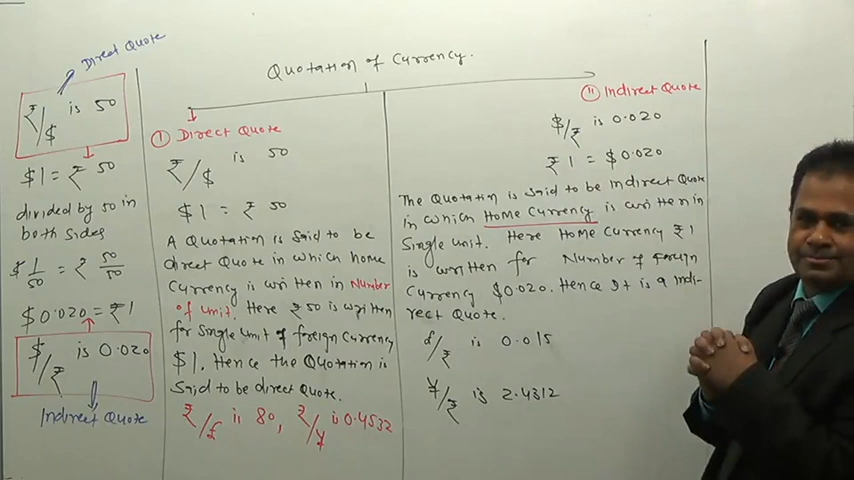 Quotation of Currency.
Direct Quote
₹/$ is 50
$1 = ₹ 50
divided by 50 in
both sides
$ 1/50 = ₹ 50/50
$0.020 = ₹1
$/₹ is 0.020
Indirect Quote
I Direct Quote
₹/$ is 50
$1 = ₹ 50
A Quotation is said to be
direct Quote in which home
Currency is written in Number
of unit. Here ₹50 is written
for Single unit of foreign Currency
$1. Hence the Quotation is
Said to be direct Quote.
₹/£ is 80, ₹/¥ is 0.4532
II Indirect Quote
$/₹ is 0.020
₹ 1 = $0.020
The Quotation is Said to be Indirect Quote
in which Home Currency is written in
Single unit. Here Home Currency ₹1
is written for Number of Foreign
Currency $0.020. Hence It is a Indi-
rect Quote.
£/₹ is 0.015
¥/₹ is 2.4312